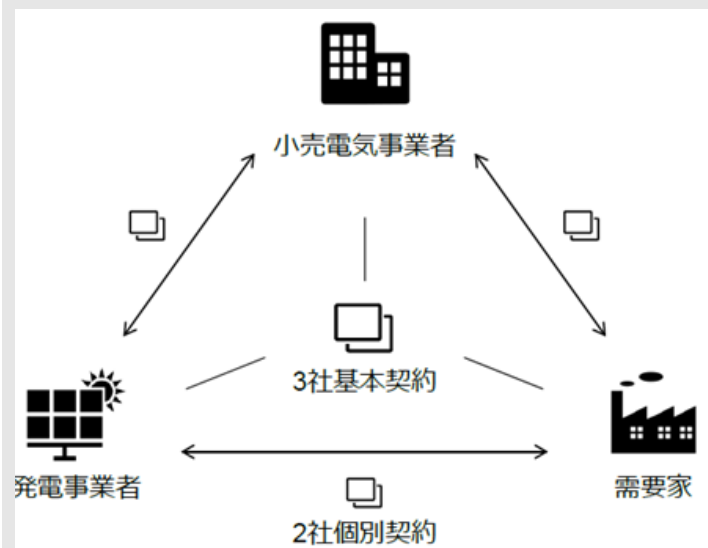 小売電気事業者
3社基本契約
発電事業者
需要家
2社個別契約